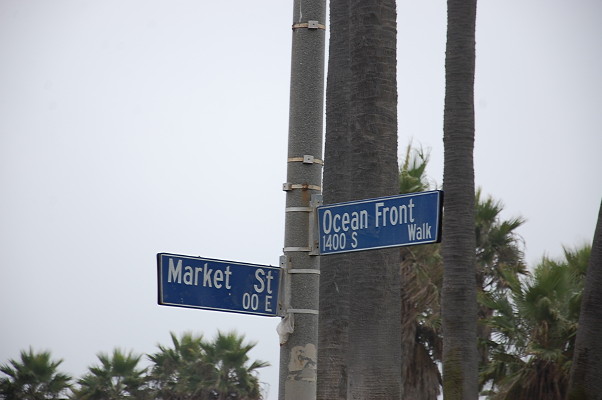 Ocean Front
1400 S Walk
Market St
00 E